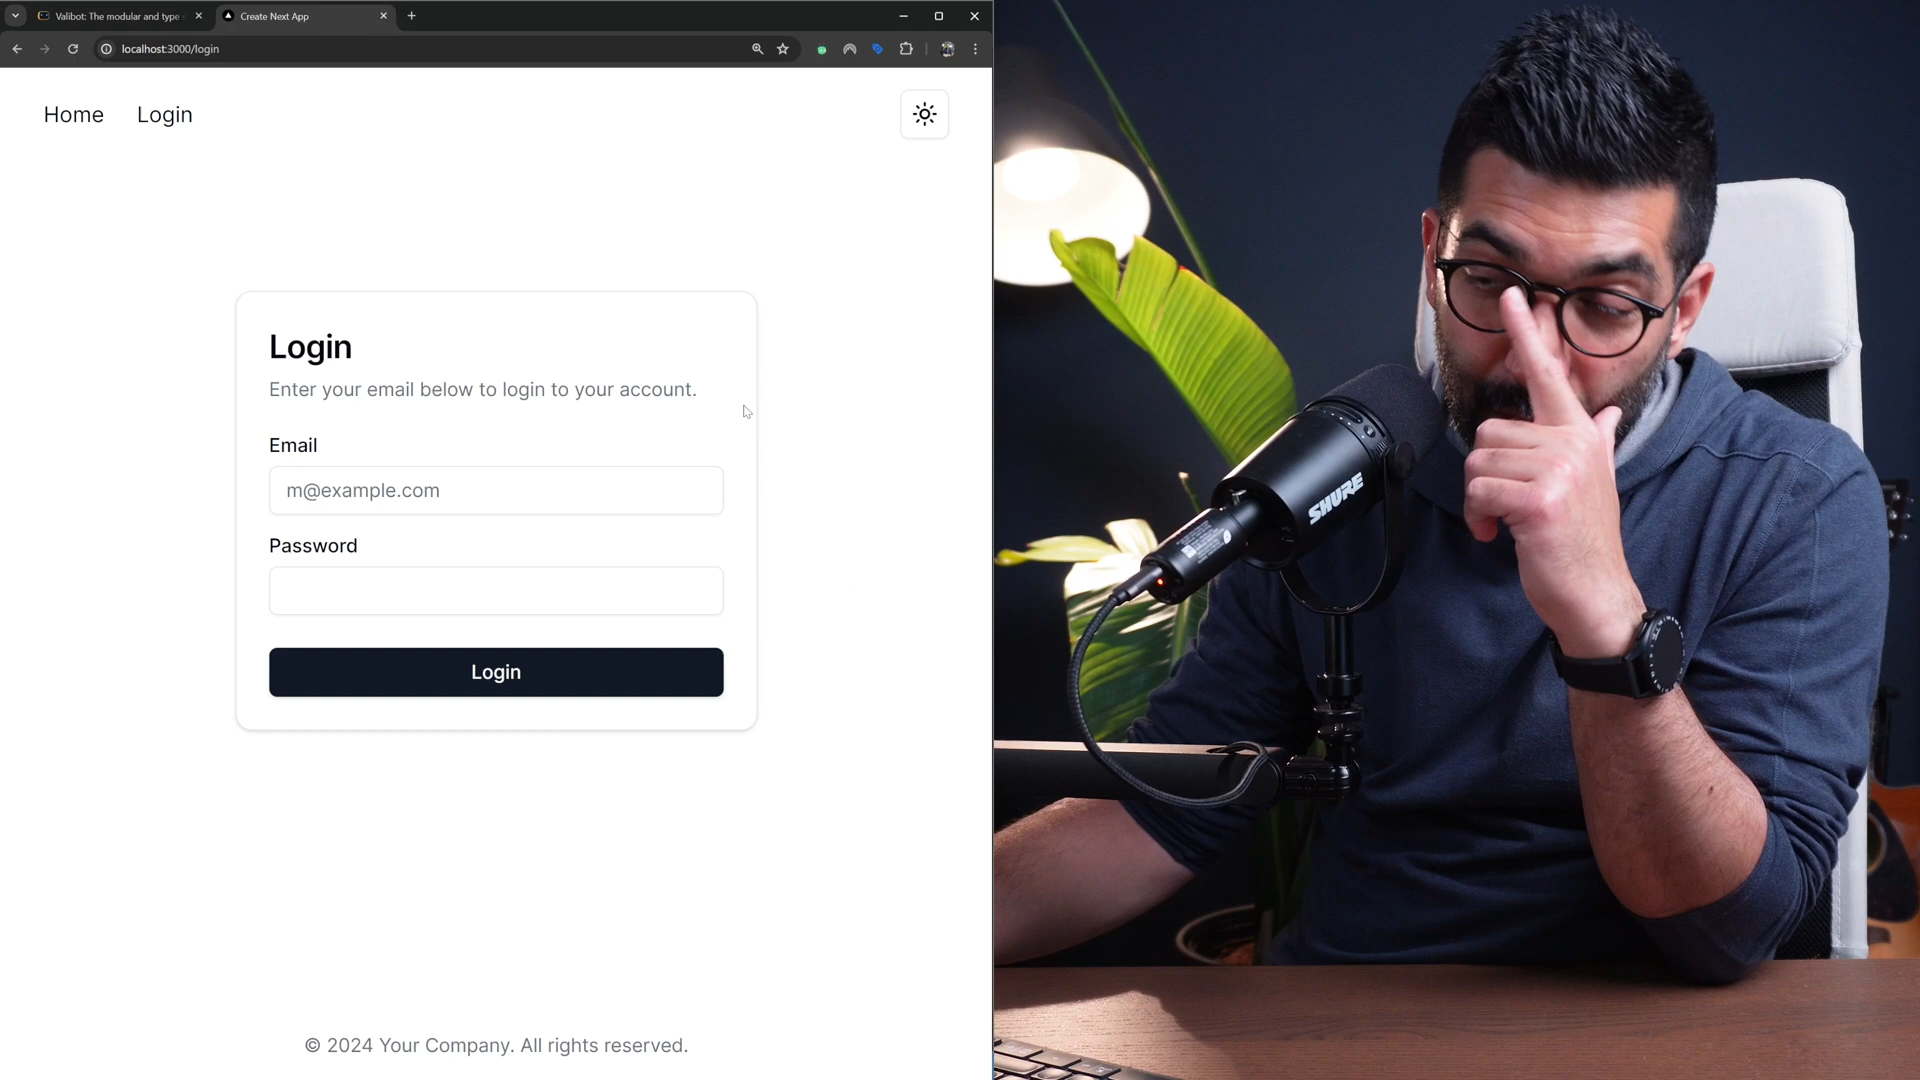 Valibot: The modular and type s
Create Next App
localhost:3000/login
Home Login
Login
Enter your email below to login to your account.
Email
m@example.com
Password
Login
© 2024 Your Company. All rights reserved.
SHURE